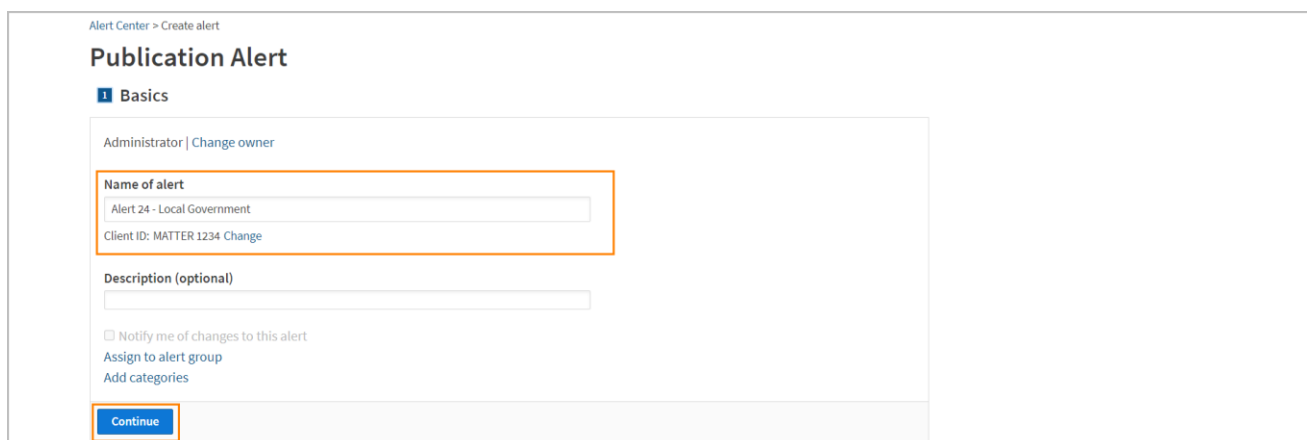 Alert Center > Create alert
Publication Alert
1 Basics
Administrator | Change owner
Name of alert
Alert 24 - Local Government
Client ID: MATTER 1234 Change
Description (optional)
Notify me of changes to this alert
Assign to alert group
Add categories
Continue